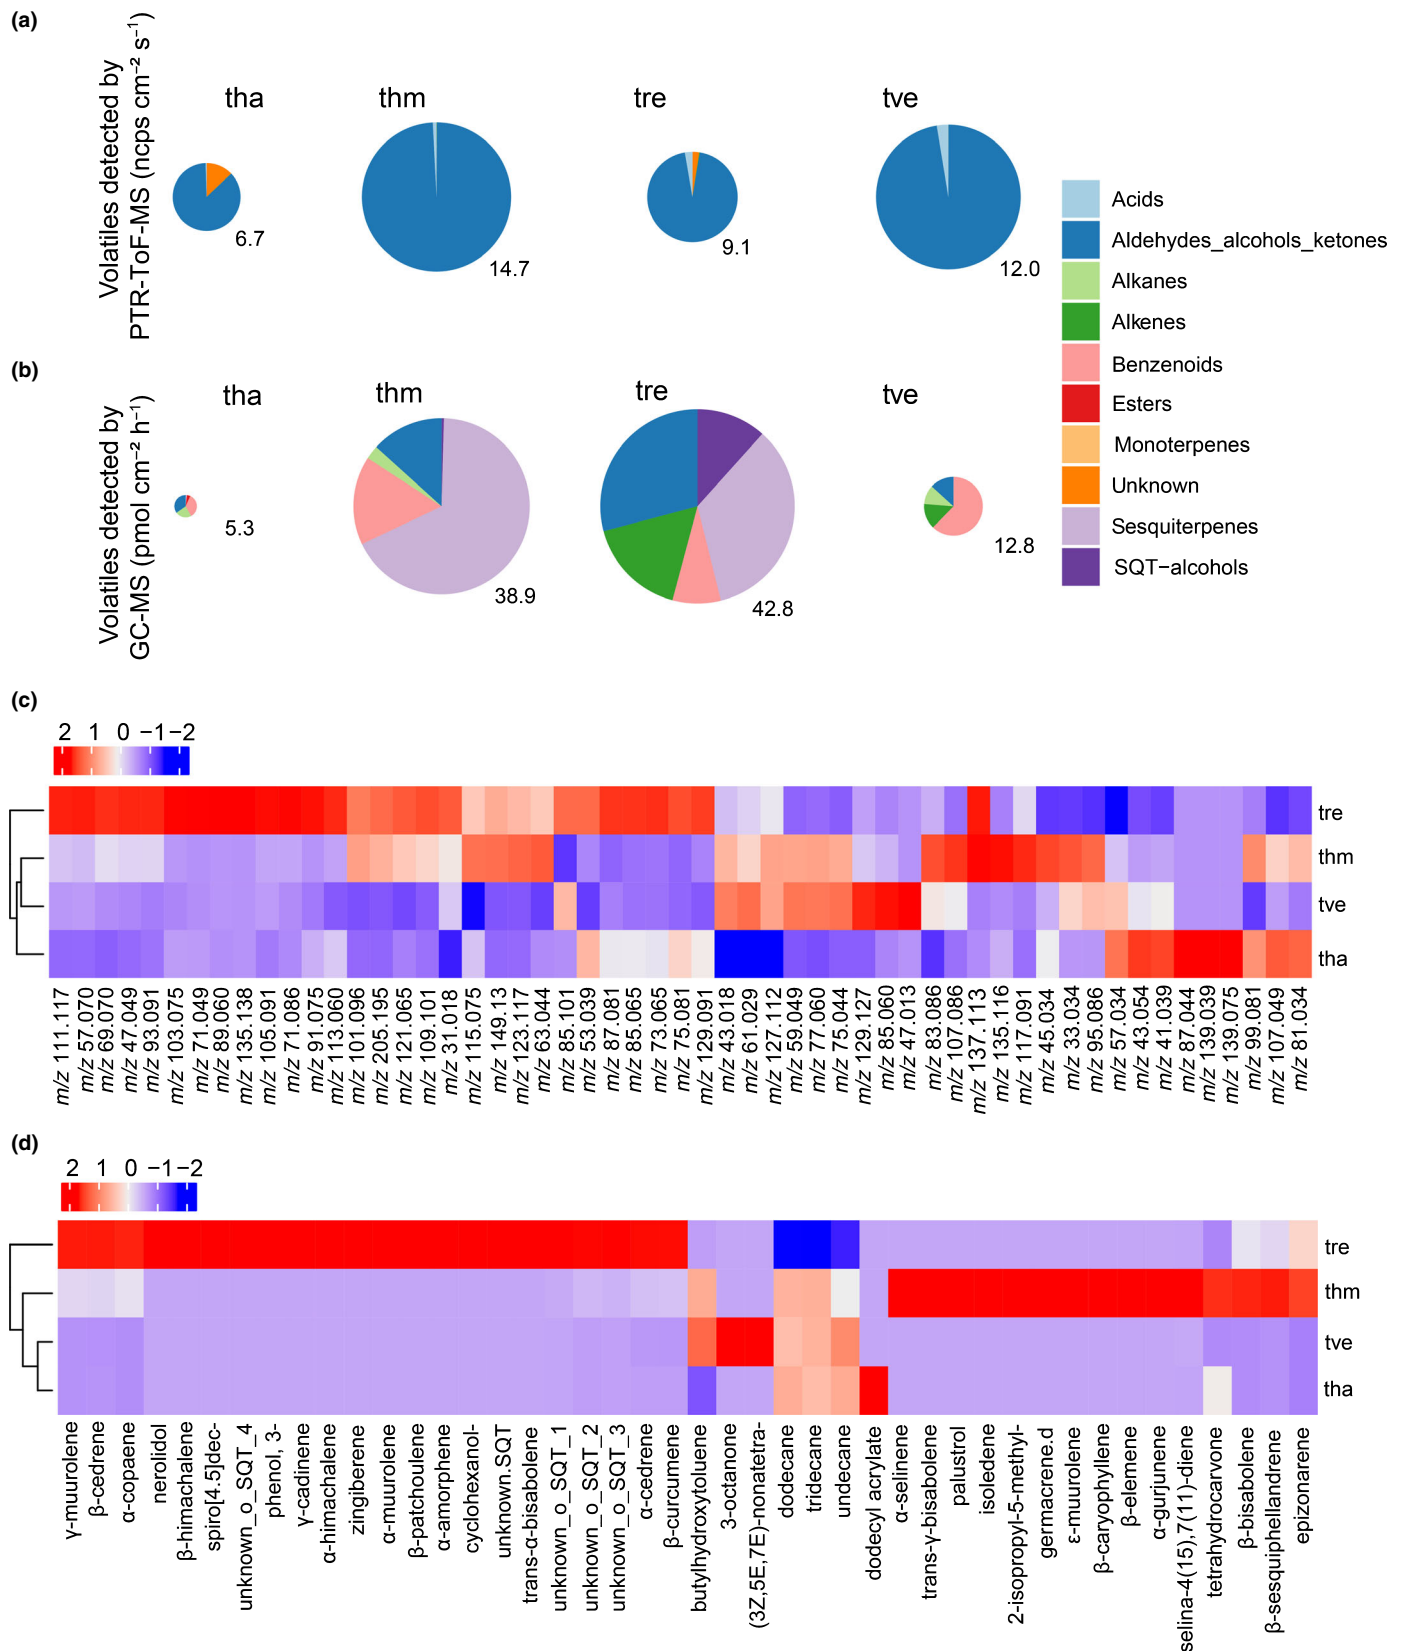 (a)
Volatiles detected by
PTR-ToF-MS (ncps cm⁻² s⁻¹)
tha
thm
tre
tve
6.7
14.7
9.1
12.0
Acids
Aldehydes_alcohols_ketones
Alkanes
Alkenes
Benzenoids
Esters
Monoterpenes
Unknown
Sesquiterpenes
SQT−alcohols
(b)
Volatiles detected by
GC-MS (pmol cm⁻² h⁻¹)
tha
thm
tre
tve
5.3
38.9
42.8
12.8
(c)
2 1 0 −1 −2
tre
thm
tve
tha
m/z 111.117
m/z 57.070
m/z 69.070
m/z 47.049
m/z 93.091
m/z 103.075
m/z 71.049
m/z 89.060
m/z 135.138
m/z 105.091
m/z 71.086
m/z 91.075
m/z 113.060
m/z 101.096
m/z 205.195
m/z 121.065
m/z 109.101
m/z 31.018
m/z 115.075
m/z 149.13
m/z 123.117
m/z 63.044
m/z 85.101
m/z 53.039
m/z 87.081
m/z 85.065
m/z 73.065
m/z 75.081
m/z 129.091
m/z 43.018
m/z 61.029
m/z 127.112
m/z 59.049
m/z 77.060
m/z 75.044
m/z 129.127
m/z 85.060
m/z 47.013
m/z 83.086
m/z 107.086
m/z 137.113
m/z 135.116
m/z 117.091
m/z 45.034
m/z 33.034
m/z 95.086
m/z 57.034
m/z 43.054
m/z 41.039
m/z 87.044
m/z 139.039
m/z 139.075
m/z 99.081
m/z 107.049
m/z 81.034
(d)
2 1 0 −1 −2
tre
thm
tve
tha
γ-muurolene
β-cedrene
α-copaene
nerolidol
β-himachalene
spiro[4.5]dec-
unknown_o_SQT_4
phenol, 3-
γ-cadinene
α-himachalene
zingiberene
α-muurolene
β-patchoulene
α-amorphene
cyclohexanol-
unknown.SQT
trans-α-bisabolene
unknown_o_SQT_1
unknown_o_SQT_2
unknown_o_SQT_3
α-cedrene
β-curcumene
butylhydroxytoluene
3-octanone
(3Z,5E,7E)-nonatetra-
dodecane
tridecane
undecane
dodecyl acrylate
α-selinene
trans-γ-bisabolene
palustrol
isoledene
2-isopropyl-5-methyl-
germacrene.d
ε-muurolene
β-caryophyllene
β-elemene
α-gurjunene
selina-4(15),7(11)-diene
tetrahydrocarvone
β-bisabolene
β-sesquiphellandrene
epizonarene